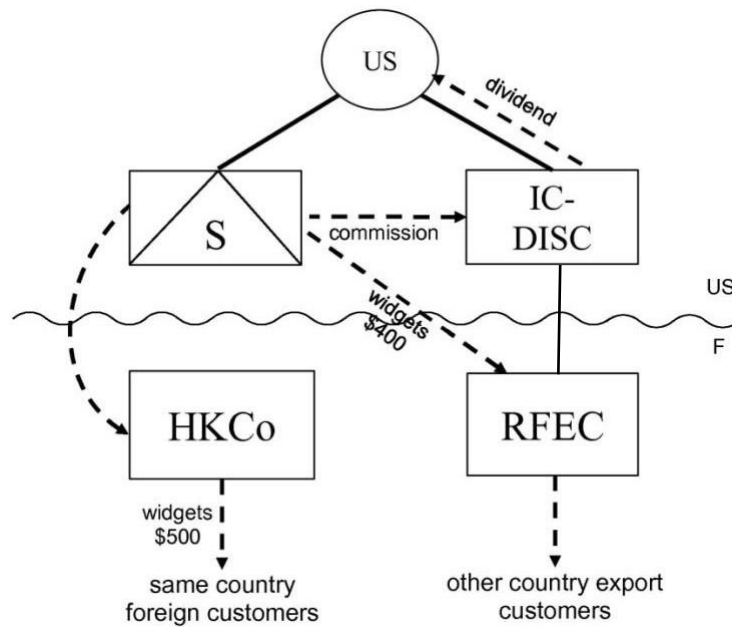 US
dividend
S
commission
IC-
DISC
widgets
$400
US
F
HKCo
RFEC
widgets
$500
same country
foreign customers
other country export
customers